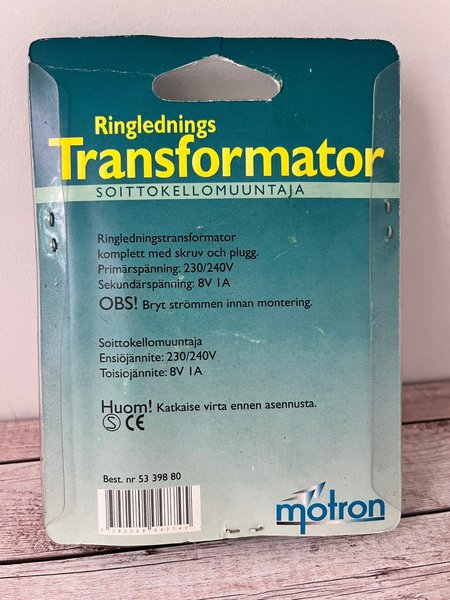 Ringlednings
Transformator
SOITTOKELLOMUUNTAJA
Ringledningstransformator
komplett med skruv och plugg.
Primärspänning: 230/240V
Sekundärspänning: 8V 1A
OBS! Bryt strömmen innan montering.
Soittokellomuuntaja
Ensiöjännite: 230/240V
Toisiojännite: 8V 1A
Huom! Katkaise virta ennen asennusta.
S CE
Best. nr 53 398 80
motron